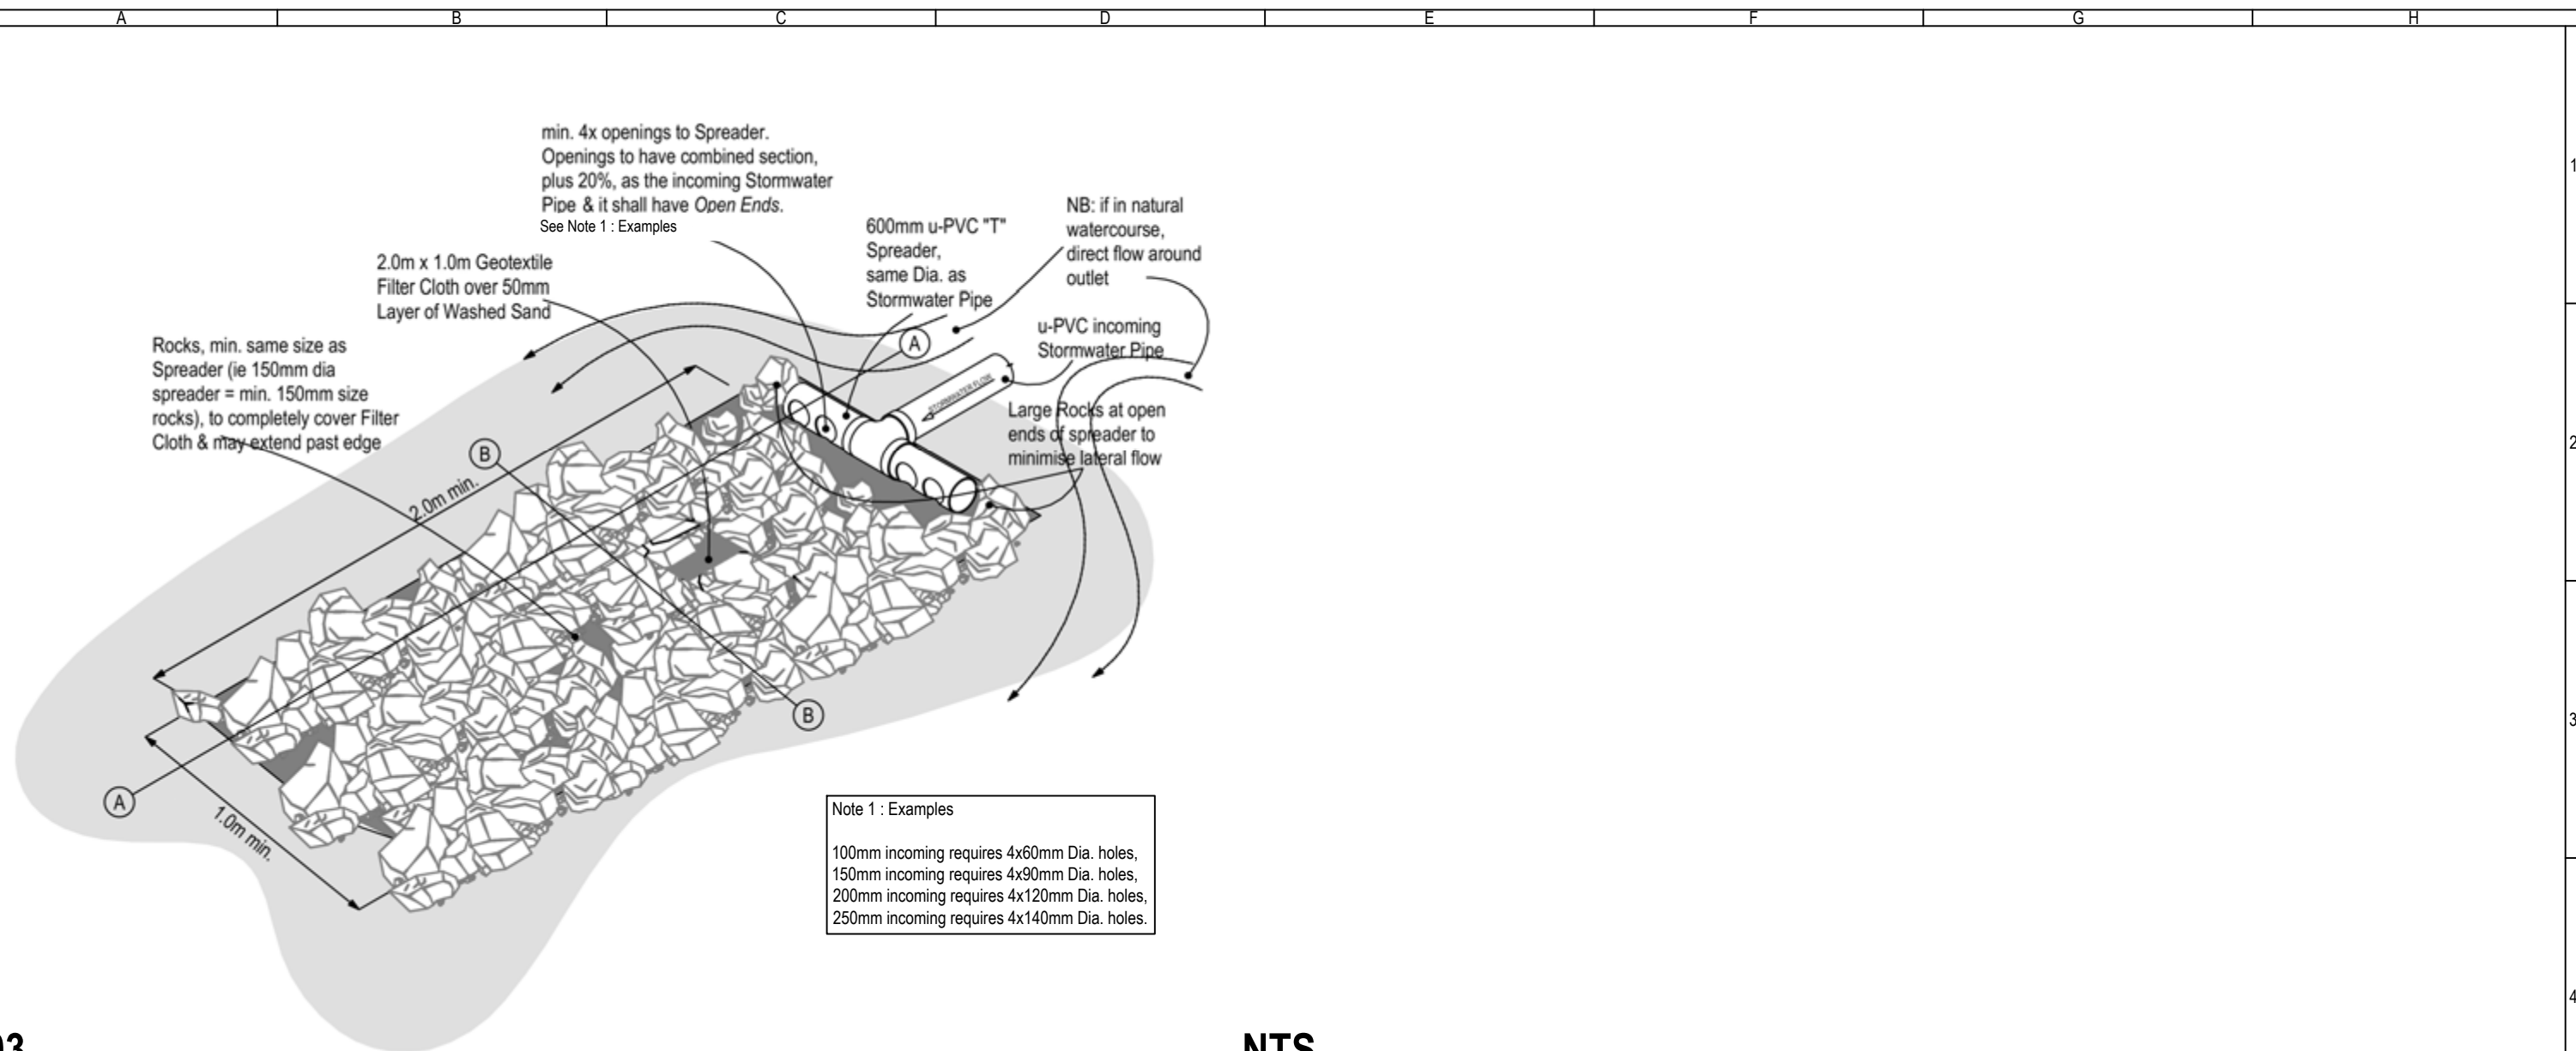 A B C D E F G H
1
min. 4x openings to Spreader.
Openings to have combined section,
plus 20%, as the incoming Stormwater
Pipe & it shall have Open Ends.
See Note 1 : Examples
NB: if in natural
watercourse,
direct flow around
outlet
600mm u-PVC "T"
Spreader,
same Dia. as
Stormwater Pipe
2.0m x 1.0m Geotextile
Filter Cloth over 50mm
Layer of Washed Sand
u-PVC incoming
Stormwater Pipe
Rocks, min. same size as
Spreader (ie 150mm dia
spreader = min. 150mm size
rocks), to completely cover Filter
Cloth & may extend past edge
A
STORMWATER FLOW
Large Rocks at open
ends of spreader to
minimise lateral flow
2
B
2.0m min.
B
3
A
1.0m min.
Note 1 : Examples
100mm incoming requires 4x60mm Dia. holes,
150mm incoming requires 4x90mm Dia. holes,
200mm incoming requires 4x120mm Dia. holes,
250mm incoming requires 4x140mm Dia. holes.
4
03
NTS